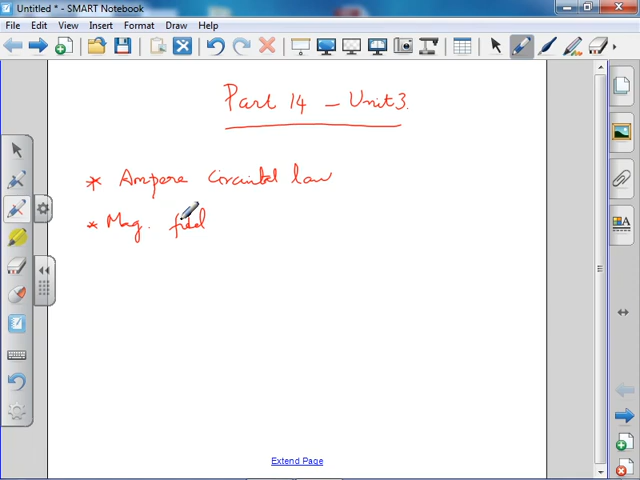 Untitled * - SMART Notebook
File Edit View Insert Format Tools Draw Help
Part 14 - Unit 3.
* Ampere Circuital law
* Mag. field
Extend Page